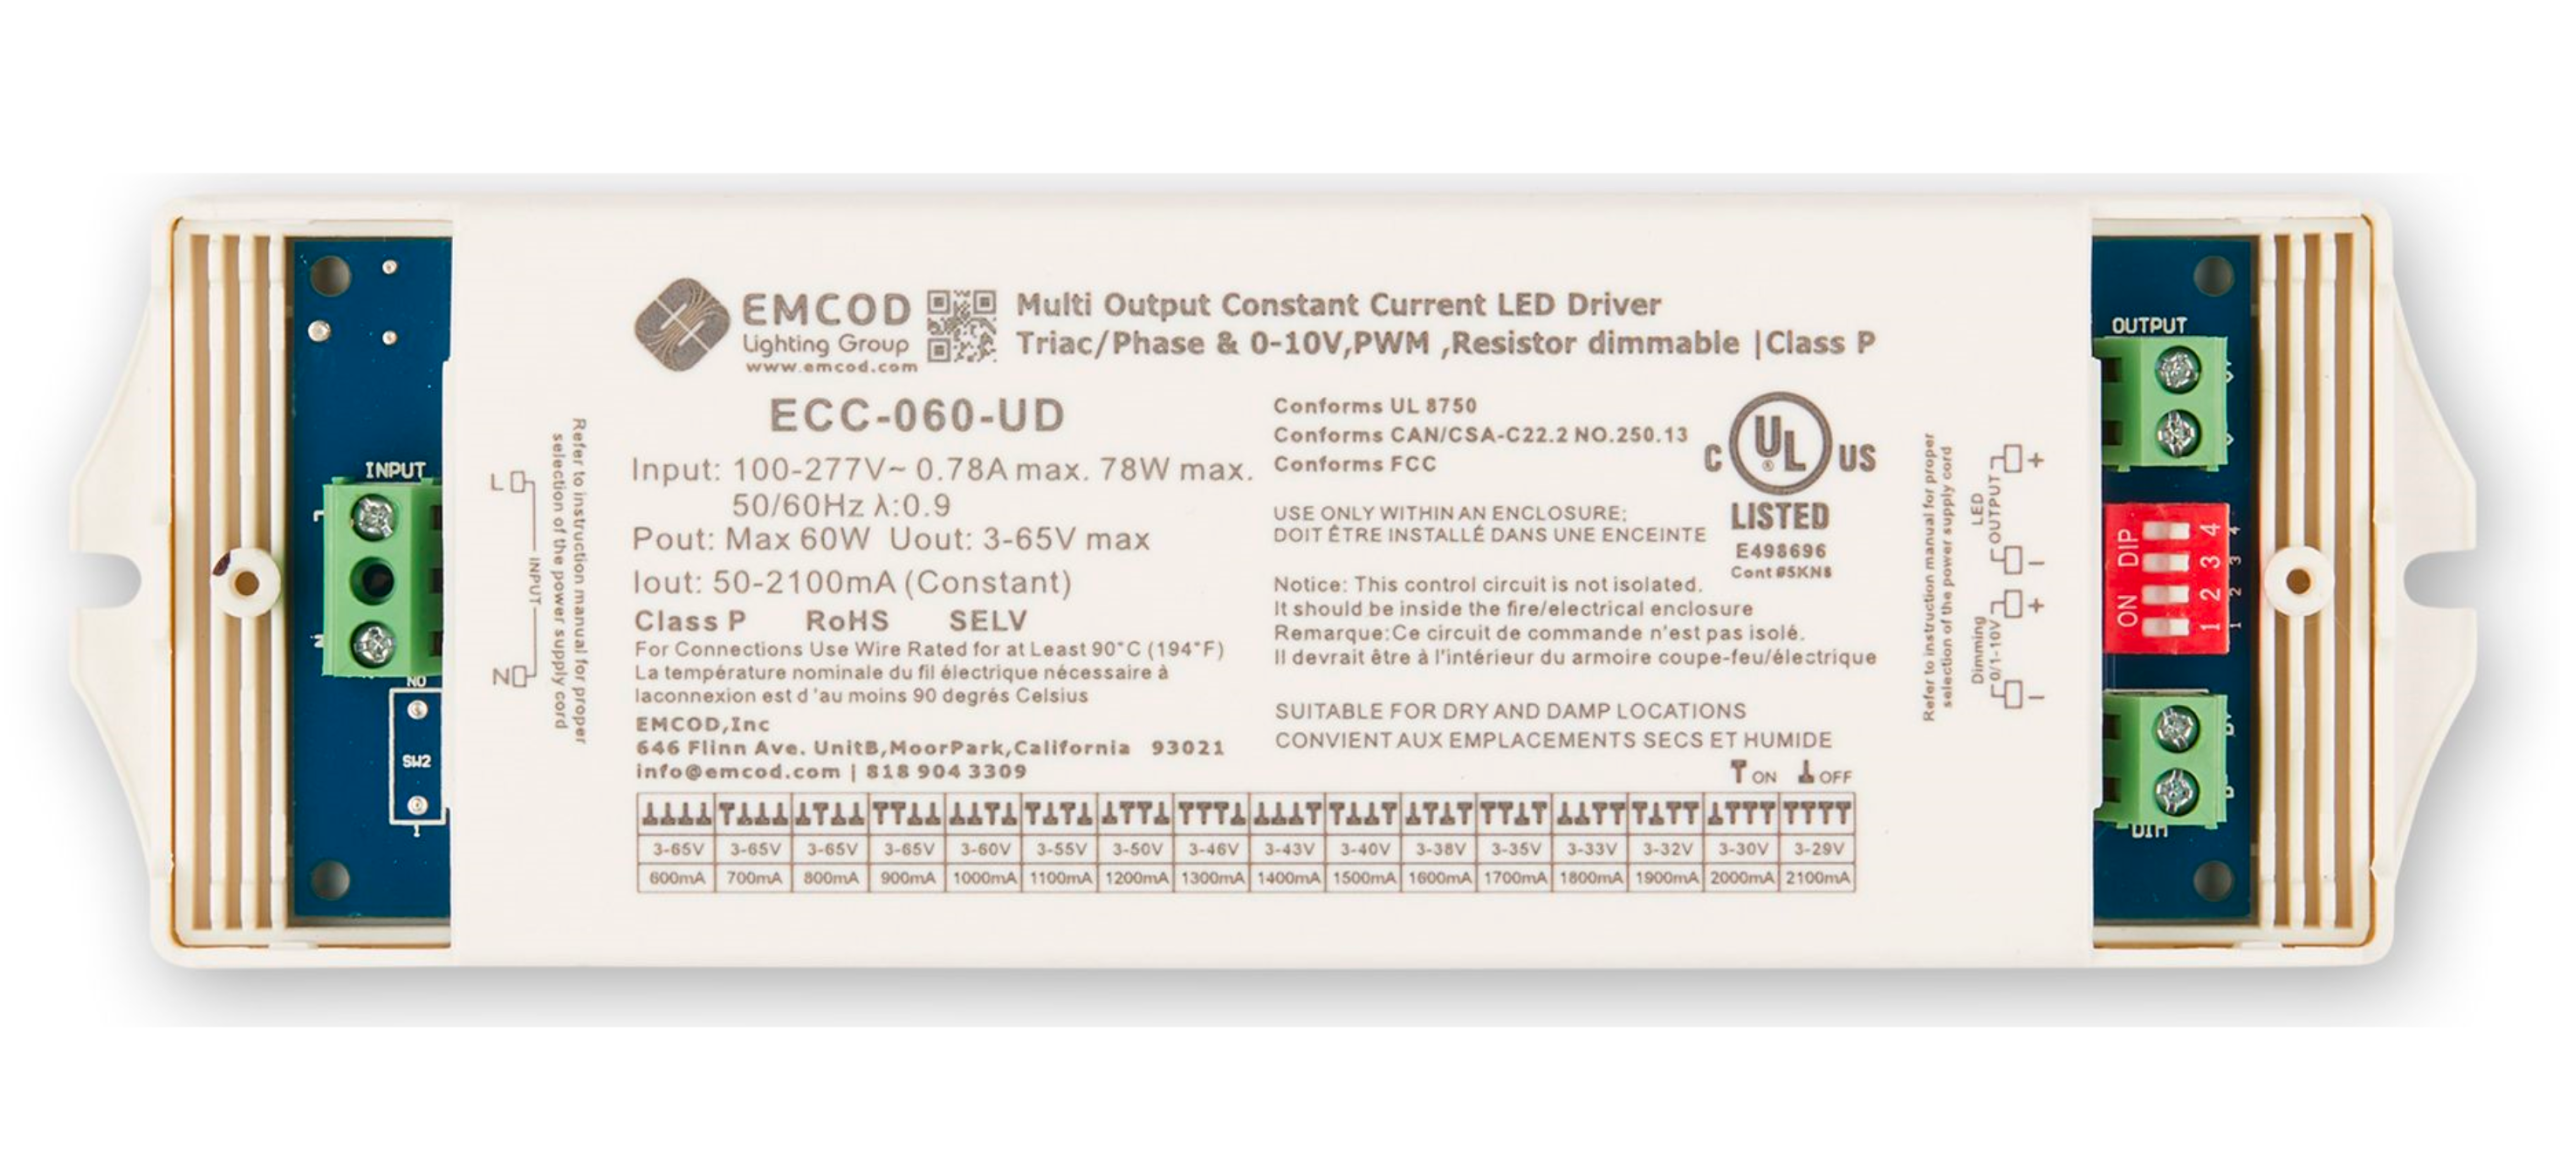 EMCOD
Lighting Group
www.emcod.com
Multi Output Constant Current LED Driver
Triac/Phase & 0-10V,PWM ,Resistor dimmable |Class P
ECC-060-UD
Input: 100-277V~ 0.78A max. 78W max.
50/60Hz λ:0.9
Pout: Max 60W Uout: 3-65V max
Iout: 50-2100mA (Constant)
Class P RoHS SELV
For Connections Use Wire Rated for at Least 90°C (194°F)
La température nominale du fil électrique nécessaire à
laconnexion est d'au moins 90 degrés Celsius
EMCOD,Inc
646 Flinn Ave. UnitB,MoorPark,California 93021
info@emcod.com | 818 904 3309
Conforms UL 8750
Conforms CAN/CSA-C22.2 NO.250.13
Conforms FCC
C UL ® US
LISTED
E498696
Cont #5KN8
USE ONLY WITHIN AN ENCLOSURE;
DOIT ÊTRE INSTALLÉ DANS UNE ENCEINTE
Notice: This control circuit is not isolated.
It should be inside the fire/electrical enclosure
Remarque:Ce circuit de commande n'est pas isolé.
Il devrait être à l'intérieur du armoire coupe-feu/électrique
SUITABLE FOR DRY AND DAMP LOCATIONS
CONVIENT AUX EMPLACEMENTS SECS ET HUMIDE
ON OFF
3-65V 3-65V 3-65V 3-65V 3-60V 3-55V 3-50V 3-46V 3-43V 3-40V 3-38V 3-35V 3-33V 3-32V 3-30V 3-29V
600mA 700mA 800mA 900mA 1000mA 1100mA 1200mA 1300mA 1400mA 1500mA 1600mA 1700mA 1800mA 1900mA 2000mA 2100mA
INPUT
L
N
INPUT
Refer to instruction manual for proper
selection of the power supply cord
NO
SW2
1
Refer to instruction manual for proper
selection of the power supply cord
LED
OUTPUT
+
−
Dimming
0/1-10V
+
−
OUTPUT
ON DIP
1 2 3 4
1 2 3 4
DIM